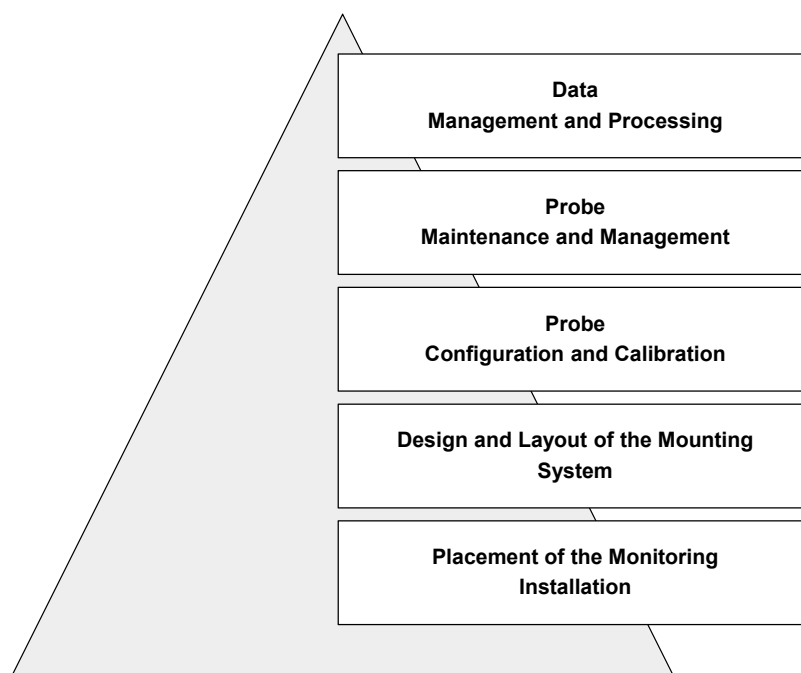 Data
Management and Processing
Probe
Maintenance and Management
Probe
Configuration and Calibration
Design and Layout of the Mounting
System
Placement of the Monitoring
Installation